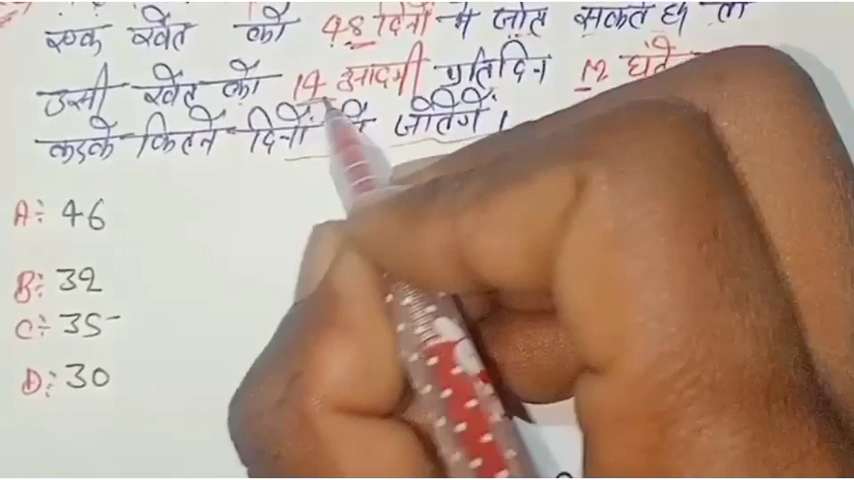 एक खेत को 48 दिनों में जोत सकते है। तो
उसी खेत को 14 आदमी प्रतिदिन 12 घंटे
करके कितने दिनों में जोतेगें।
A: 46
B: 32
C: 35
D: 30